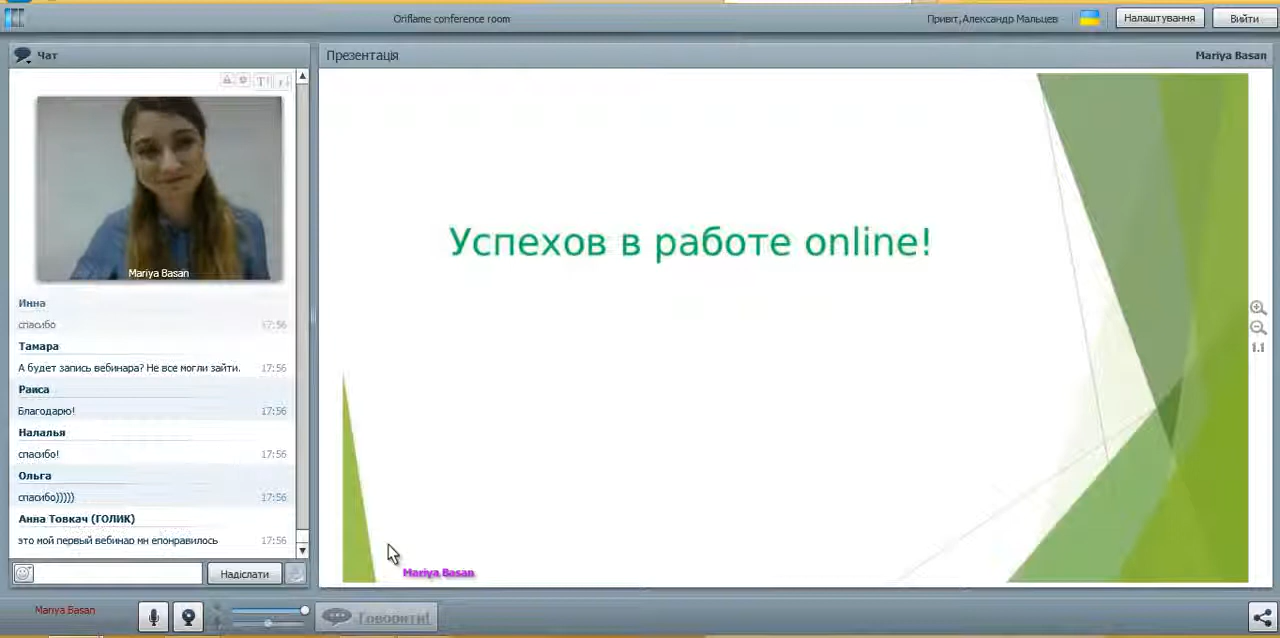 Oriflame conference room
Привіт,Александр Мальцев
Налаштування
Вийти
Чат
Презентація
Mariya Basan
Mariya Basan
Инна
спасибо 17:56
Тамара
А будет запись вебинара? Не все могли зайти. 17:56
Раиса
Благодарю! 17:56
Налалья
спасибо! 17:56
Ольга
спасибо))))) 17:56
Анна Товкач (ГОЛИК)
это мой первый вебинар мн епонравилось 17:56
Надіслати
Успехов в работе online!
1:1
Mariya Basan
Mariya Basan
Говорити!